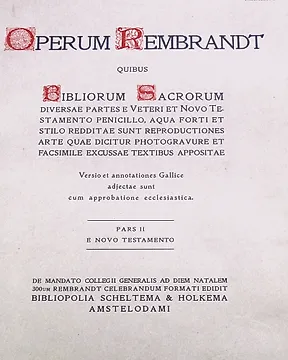 OPERUM REMBRANDT
QUIBUS
BIBLIORUM SACRORUM
DIVERSAE PARTES E VETERI ET NOVO TE-
STAMENTO PENICILLO, AQUA FORTI ET
STILO REDDITAE SUNT REPRODUCTIONES
ARTE QUAE DICITUR PHOTOGRAVURE ET
FACSIMILE EXCUSSAE TEXTIBUS APPOSITAE
Versio et annotationes Gallice
adjectae sunt
cum approbatione ecclesiastica.
PARS II
E NOVO TESTAMENTO
DE MANDATO COLLEGII GENERALIS AD DIEM NATALEM
300UM REMBRANDT CELEBRANDUM FORMATI EDIDIT
BIBLIOPOLIA SCHELTEMA & HOLKEMA
AMSTELODAMI